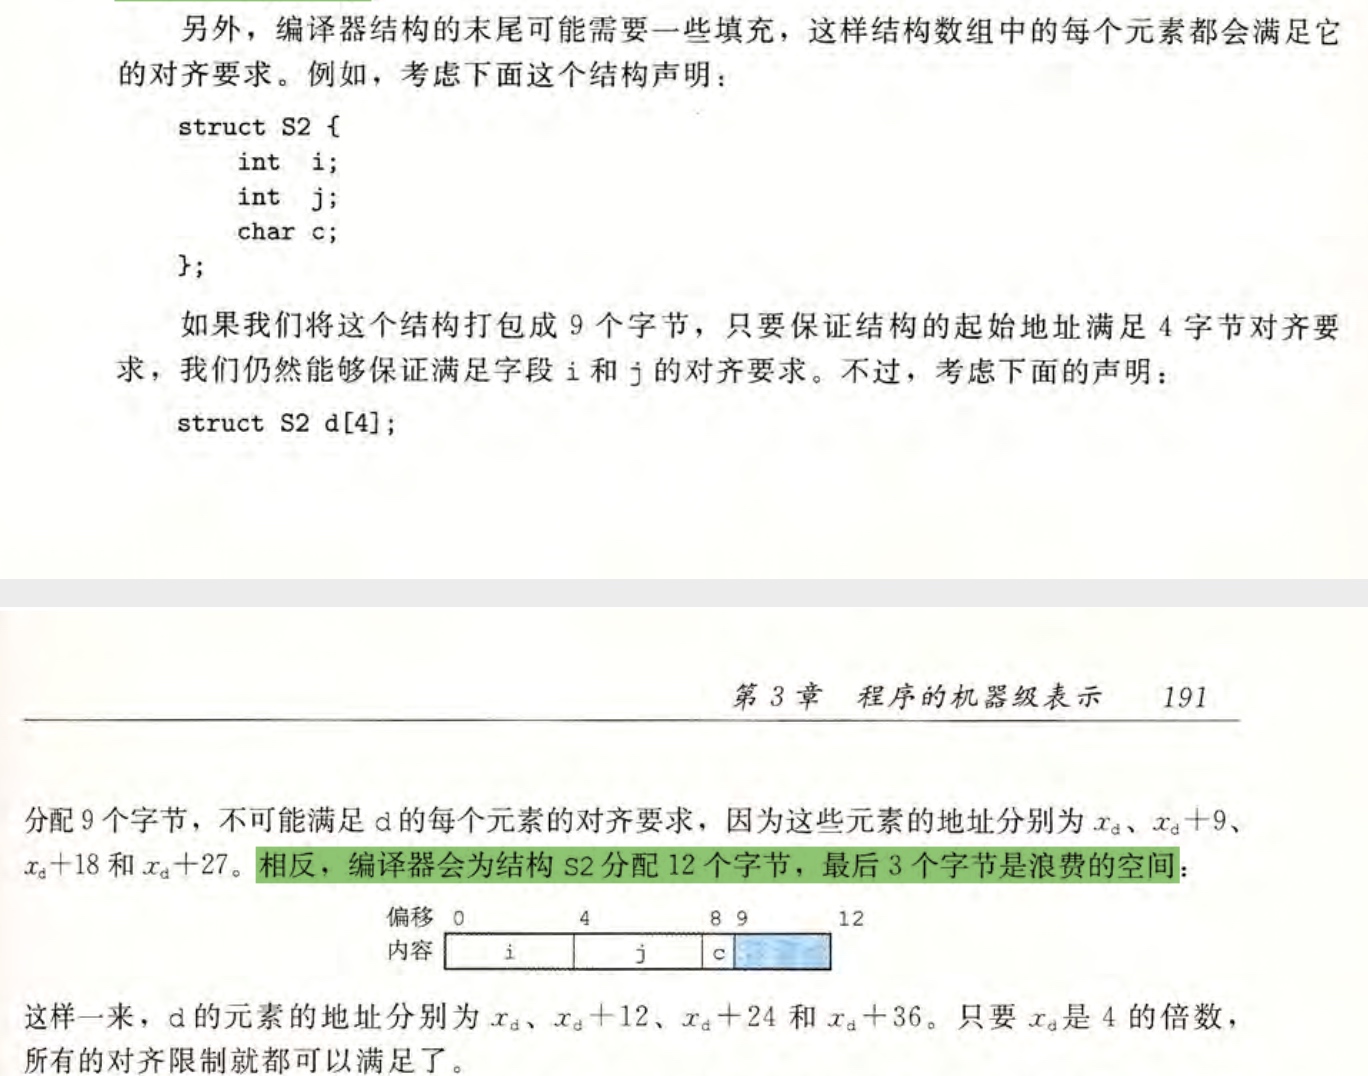 另外，编译器结构的末尾可能需要一些填充，这样结构数组中的每个元素都会满足它
的对齐要求。例如，考虑下面这个结构声明：
struct S2 {
int i;
int j;
char c;
};
如果我们将这个结构打包成 9 个字节，只要保证结构的起始地址满足 4 字节对齐要
求，我们仍然能够保证满足字段 i 和 j 的对齐要求。不过，考虑下面的声明：
struct S2 d[4];
第 3 章 程序的机器级表示 191
分配 9 个字节，不可能满足 d 的每个元素的对齐要求，因为这些元素的地址分别为 x_d、x_d+9、
x_d+18 和 x_d+27。相反，编译器会为结构 S2 分配 12 个字节，最后 3 个字节是浪费的空间：
偏移 0 4 8 9 12
内容 i j c
这样一来，d 的元素的地址分别为 x_d、x_d+12、x_d+24 和 x_d+36。只要 x_d 是 4 的倍数，
所有的对齐限制就都可以满足了。